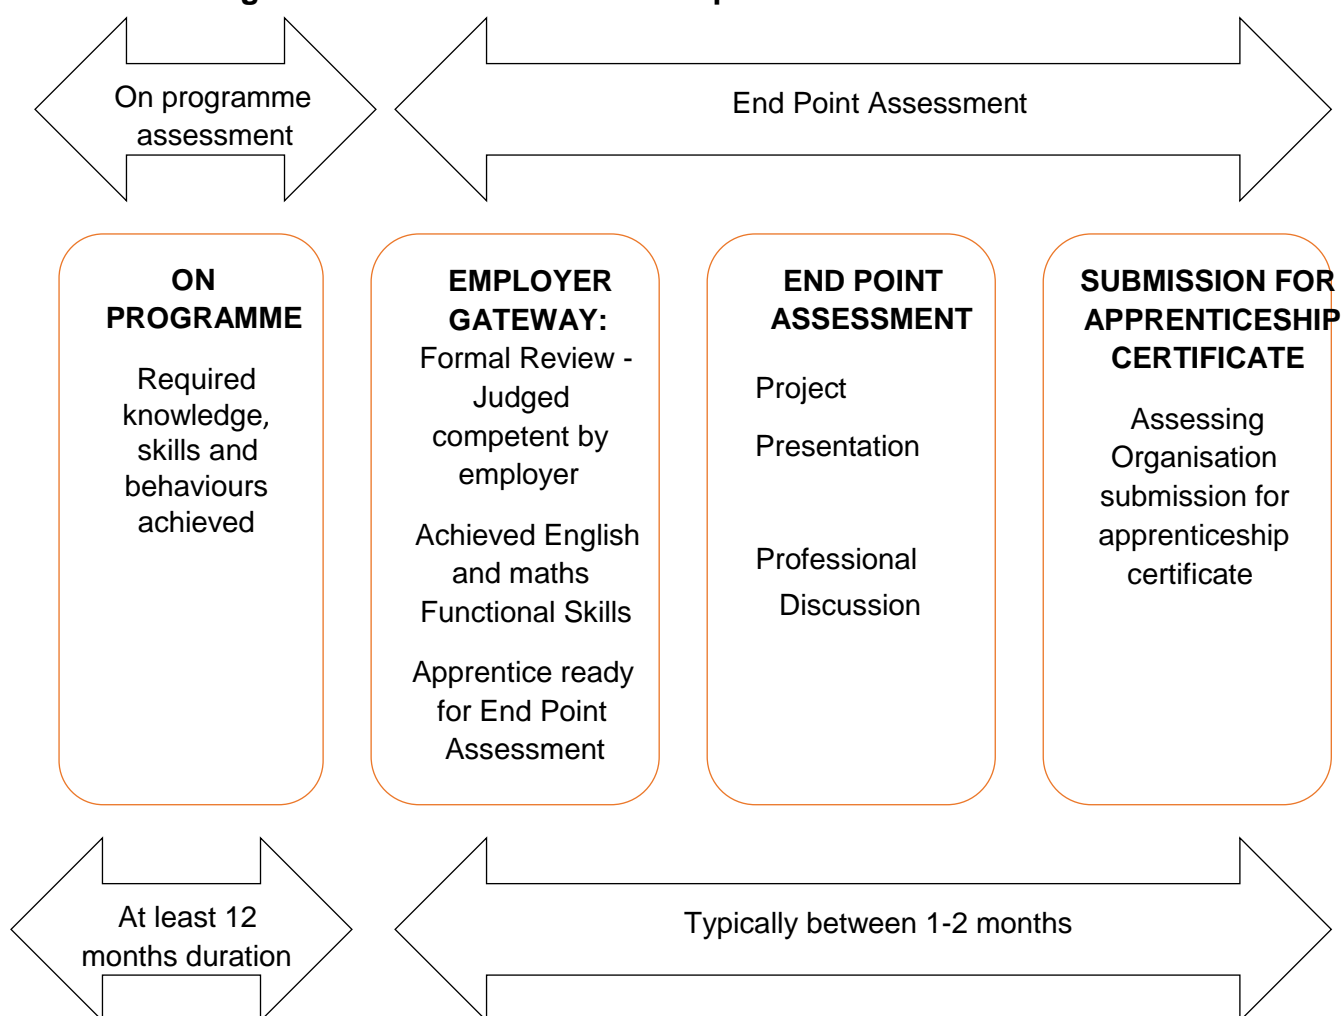 On programme
assessment
End Point Assessment
ON
PROGRAMME
Required
knowledge,
skills and
behaviours
achieved
EMPLOYER
GATEWAY:
Formal Review -
Judged
competent by
employer
Achieved English
and maths
Functional Skills
Apprentice ready
for End Point
Assessment
END POINT
ASSESSMENT
Project
Presentation
Professional
Discussion
SUBMISSION FOR
APPRENTICESHIP
CERTIFICATE
Assessing
Organisation
submission for
apprenticeship
certificate
At least 12
months duration
Typically between 1-2 months